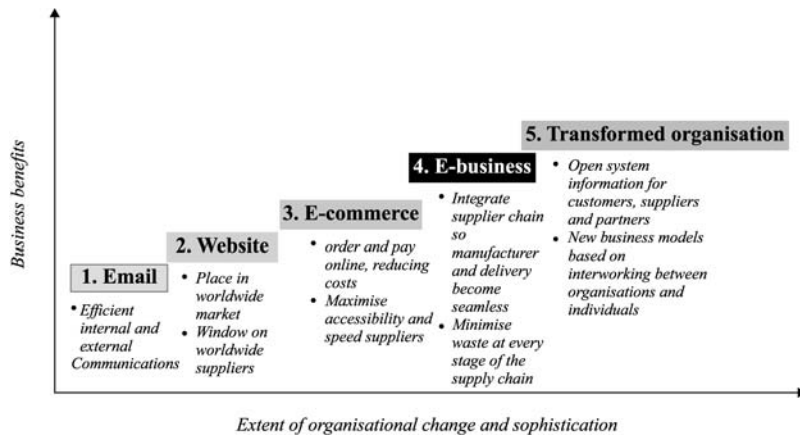 Business benefits
5. Transformed organisation
• Open system
information for
customers, suppliers
and partners
• New business models
based on
interworking between
organisations and
individuals
4. E-business
• Integrate
supplier chain
so
manufacturer
and delivery
become
seamless
• Minimise
waste at every
stage of the
supply chain
3. E-commerce
• order and pay
online, reducing
costs
• Maximise
accessibility and
speed suppliers
2. Website
• Place in
worldwide
market
• Window on
worldwide
suppliers
1. Email
• Efficient
internal and
external
Communications
Extent of organisational change and sophistication